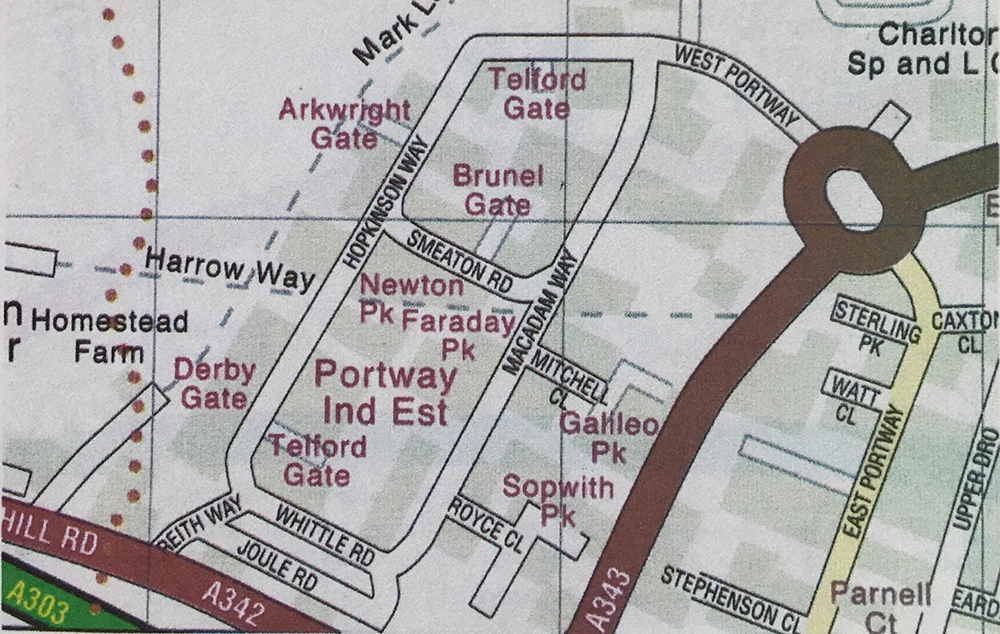 Mark L
Charlton
Sp and L C
WEST PORTWAY
Telford
Gate
Arkwright
Gate
HOPKINSON WAY
Brunel
Gate
SMEATON RD
Harrow Way
MACADAM WAY
Newton
Pk
Faraday
Pk
n Homestead
r Farm
Derby
Gate
Portway
Ind Est
MITCHELL
CL
Galileo
Pk
STERLING
PK
CAXTON
CL
WATT
CL
EAST PORTWAY
UPPER DRO
Telford
Gate
Sopwith
Pk
ROYCE CL
REITH WAY
WHITTLE RD
JOULE RD
HILL RD
A303
A342
A343
STEPHENSON CL
Parnell
Ct
EARD
E